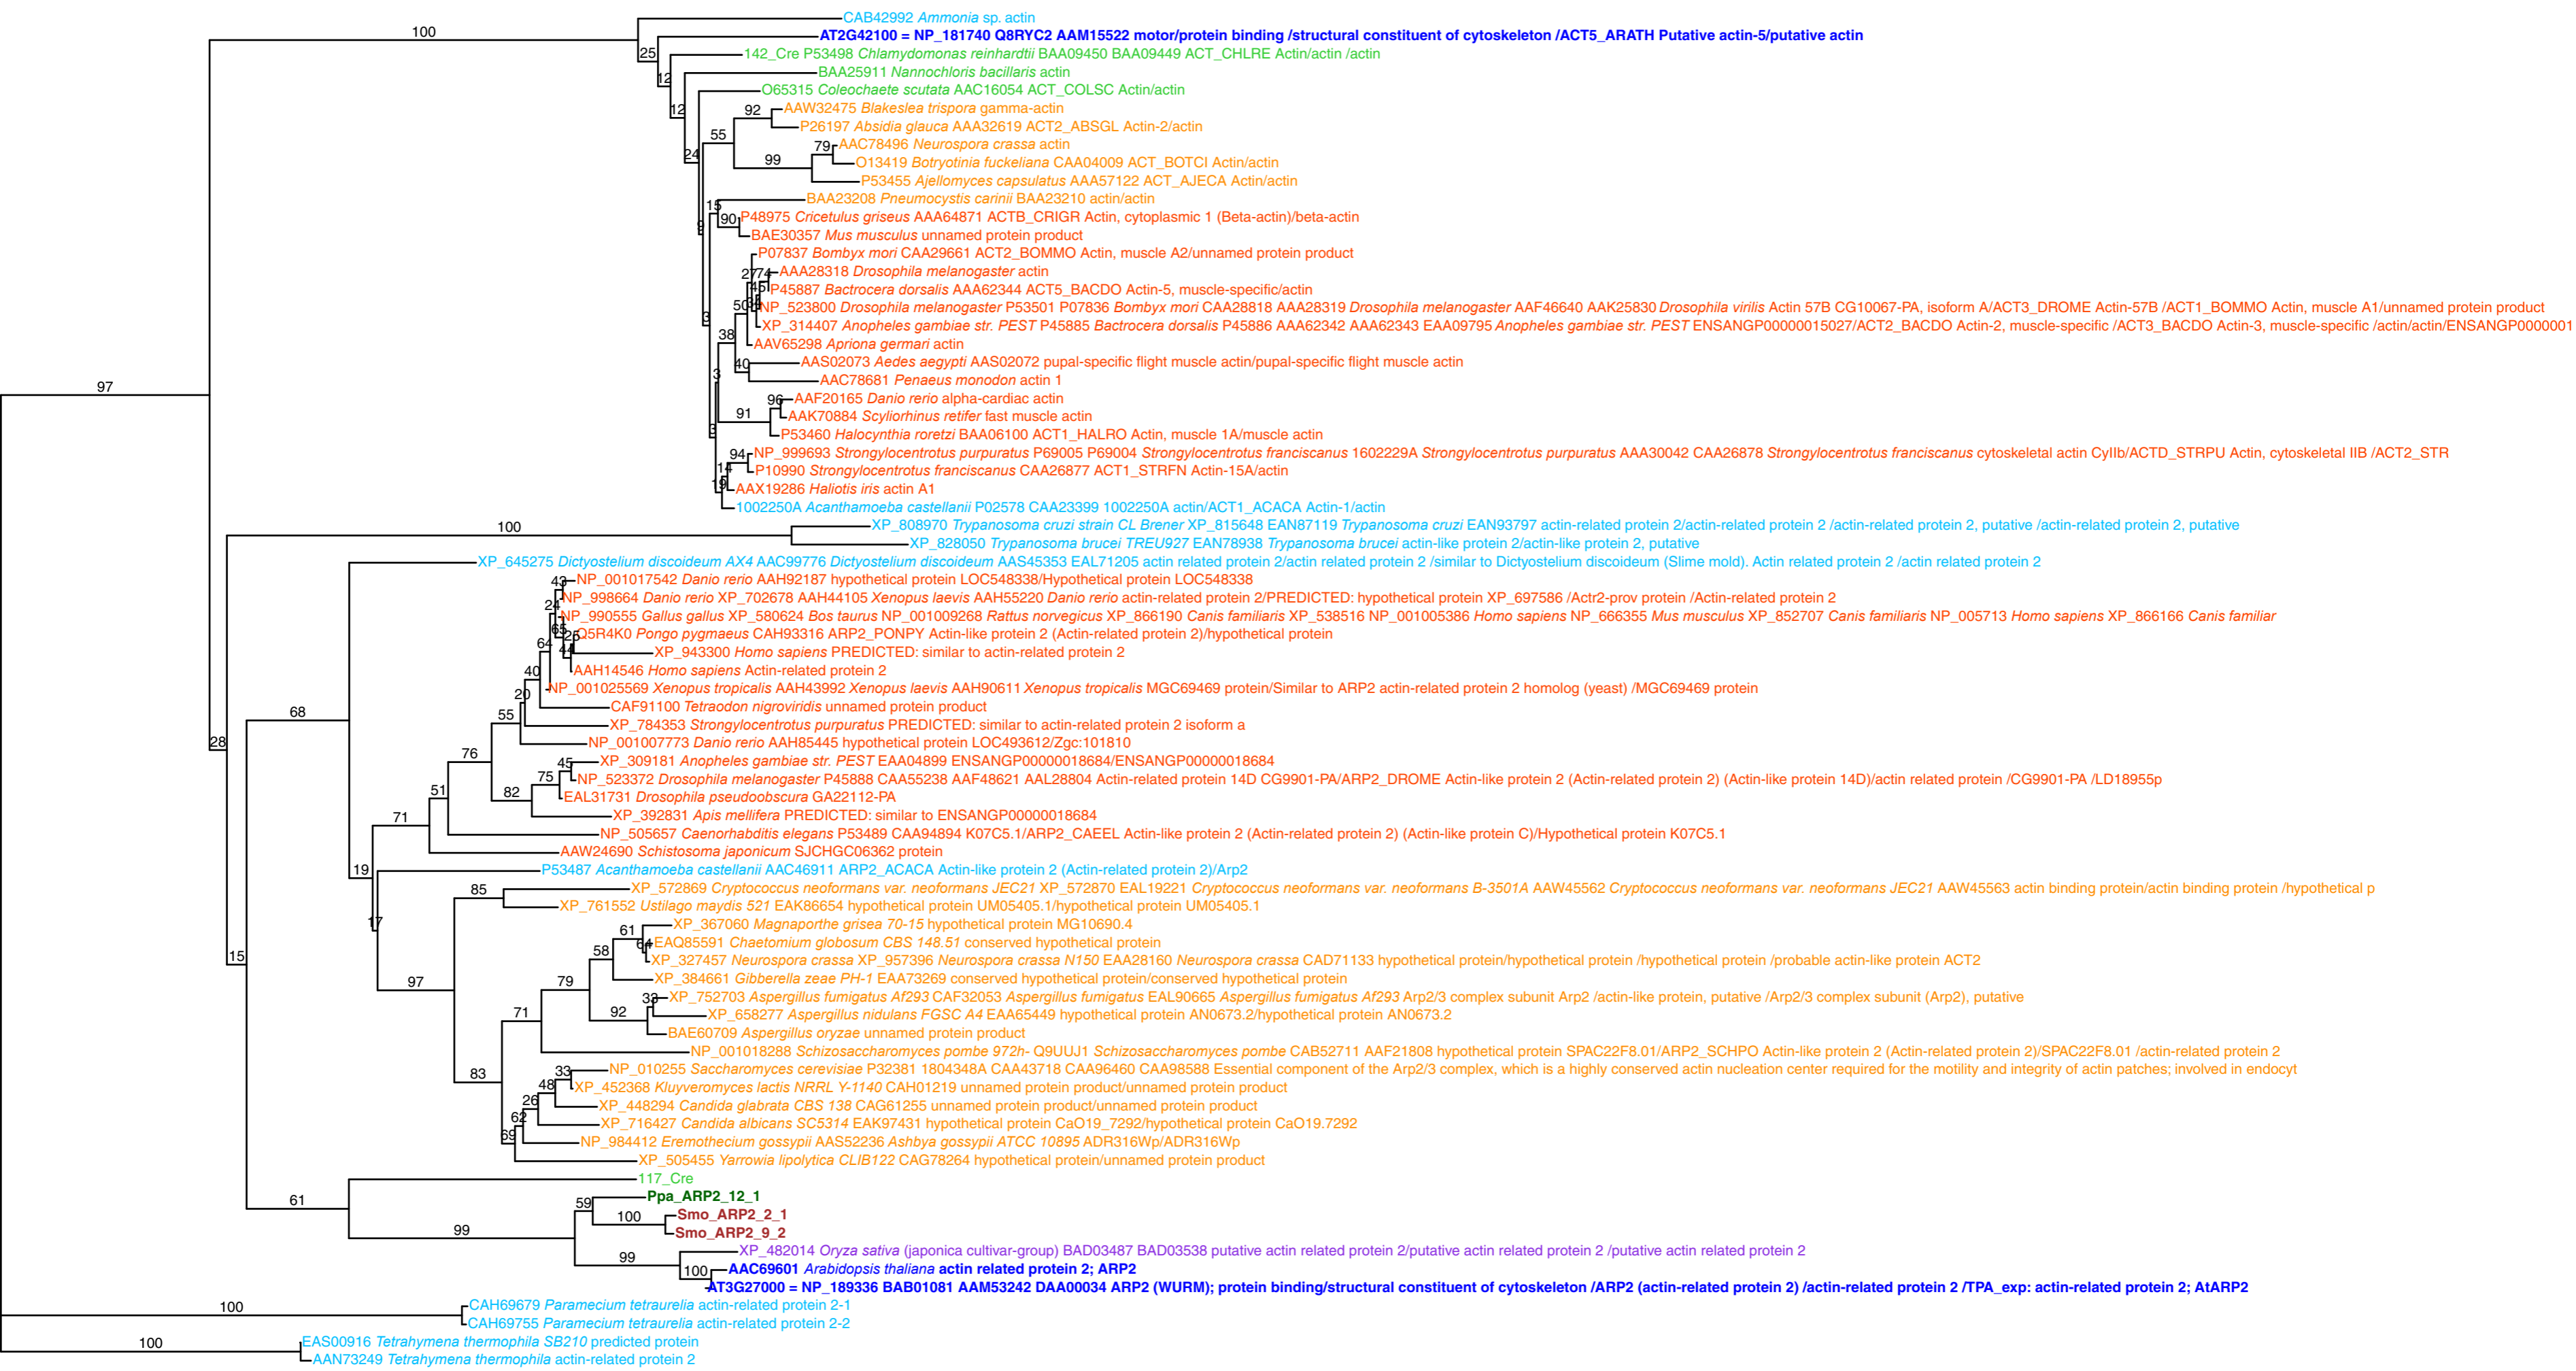 CAB42992 Ammonia sp. actin
100
AT2G42100 = NP_181740 Q8RYC2 AAM15522 motor/protein binding /structural constituent of cytoskeleton /ACT5_ARATH Putative actin-5/putative actin
25
142_Cre P53498 Chlamydomonas reinhardtii BAA09450 BAA09449 ACT_CHLRE Actin/actin /actin
12
BAA25911 Nannochloris bacillaris actin
O65315 Coleochaete scutata AAC16054 ACT_COLSC Actin/actin
12
92
AAW32475 Blakeslea trispora gamma-actin
P26197 Absidia glauca AAA32619 ACT2_ABSGL Actin-2/actin
55
79
AAC78496 Neurospora crassa actin
24
99
O13419 Botryotinia fuckeliana CAA04009 ACT_BOTCI Actin/actin
P53455 Ajellomyces capsulatus AAA57122 ACT_AJECA Actin/actin
BAA23208 Pneumocystis carinii BAA23210 actin/actin
15
9
90
P48975 Cricetulus griseus AAA64871 ACTB_CRIGR Actin, cytoplasmic 1 (Beta-actin)/beta-actin
BAE30357 Mus musculus unnamed protein product
P07837 Bombyx mori CAA29661 ACT2_BOMMO Actin, muscle A2/unnamed protein product
27
74
AAA28318 Drosophila melanogaster actin
45
P45887 Bactrocera dorsalis AAA62344 ACT5_BACDO Actin-5, muscle-specific/actin
50
NP_523800 Drosophila melanogaster P53501 P07836 Bombyx mori CAA28818 AAA28319 Drosophila melanogaster AAF46640 AAK25830 Drosophila virilis Actin 57B CG10067-PA, isoform A/ACT3_DROME Actin-57B /ACT1_BOMMO Actin, muscle A1/unnamed protein product
3
XP_314407 Anopheles gambiae str. PEST P45885 Bactrocera dorsalis P45886 AAA62342 AAA62343 EAA09795 Anopheles gambiae str. PEST ENSANGP00000015027/ACT2_BACDO Actin-2, muscle-specific /ACT3_BACDO Actin-3, muscle-specific /actin/actin/ENSANGP0000001
38
AAV65298 Apriona germari actin
40
AAS02073 Aedes aegypti AAS02072 pupal-specific flight muscle actin/pupal-specific flight muscle actin
3
AAC78681 Penaeus monodon actin 1
97
96
AAF20165 Danio rerio alpha-cardiac actin
91
AAK70884 Scyliorhinus retifer fast muscle actin
3
P53460 Halocynthia roretzi BAA06100 ACT1_HALRO Actin, muscle 1A/muscle actin
94
NP_999693 Strongylocentrotus purpuratus P69005 P69004 Strongylocentrotus franciscanus 1602229A Strongylocentrotus purpuratus AAA30042 CAA26878 Strongylocentrotus franciscanus cytoskeletal actin CyIIb/ACTD_STRPU Actin, cytoskeletal IIB /ACT2_STR
14
P10990 Strongylocentrotus franciscanus CAA26877 ACT1_STRFN Actin-15A/actin
19
AAX19286 Haliotis iris actin A1
1002250A Acanthamoeba castellanii P02578 CAA23399 1002250A actin/ACT1_ACACA Actin-1/actin
100
XP_808970 Trypanosoma cruzi strain CL Brener XP_815648 EAN87119 Trypanosoma cruzi EAN93797 actin-related protein 2/actin-related protein 2 /actin-related protein 2, putative /actin-related protein 2, putative
XP_828050 Trypanosoma brucei TREU927 EAN78938 Trypanosoma brucei actin-like protein 2/actin-like protein 2, putative
XP_645275 Dictyostelium discoideum AX4 AAC99776 Dictyostelium discoideum AAS45353 EAL71205 actin related protein 2/actin related protein 2 /similar to Dictyostelium discoideum (Slime mold). Actin related protein 2 /actin related protein 2
43
NP_001017542 Danio rerio AAH92187 hypothetical protein LOC548338/Hypothetical protein LOC548338
24
NP_998664 Danio rerio XP_702678 AAH44105 Xenopus laevis AAH55220 Danio rerio actin-related protein 2/PREDICTED: hypothetical protein XP_697586 /Actr2-prov protein /Actin-related protein 2
NP_990555 Gallus gallus XP_580624 Bos taurus NP_001009268 Rattus norvegicus XP_866190 Canis familiaris XP_538516 NP_001005386 Homo sapiens NP_666355 Mus musculus XP_852707 Canis familiaris NP_005713 Homo sapiens XP_866166 Canis familiar
65
Q5R4K0 Pongo pygmaeus CAH93316 ARP2_PONPY Actin-like protein 2 (Actin-related protein 2)/hypothetical protein
64
44
XP_943300 Homo sapiens PREDICTED: similar to actin-related protein 2
40
AAH14546 Homo sapiens Actin-related protein 2
20
NP_001025569 Xenopus tropicalis AAH43992 Xenopus laevis AAH90611 Xenopus tropicalis MGC69469 protein/Similar to ARP2 actin-related protein 2 homolog (yeast) /MGC69469 protein
68
55
CAF91100 Tetraodon nigroviridis unnamed protein product
XP_784353 Strongylocentrotus purpuratus PREDICTED: similar to actin-related protein 2 isoform a
28
NP_001007773 Danio rerio AAH85445 hypothetical protein LOC493612/Zgc:101810
76
45
XP_309181 Anopheles gambiae str. PEST EAA04899 ENSANGP00000018684/ENSANGP00000018684
75
NP_523372 Drosophila melanogaster P45888 CAA55238 AAF48621 AAL28804 Actin-related protein 14D CG9901-PA/ARP2_DROME Actin-like protein 2 (Actin-related protein 2) (Actin-like protein 14D)/actin related protein /CG9901-PA /LD18955p
51
82
EAL31731 Drosophila pseudoobscura GA22112-PA
71
XP_392831 Apis mellifera PREDICTED: similar to ENSANGP00000018684
NP_505657 Caenorhabditis elegans P53489 CAA94894 K07C5.1/ARP2_CAEEL Actin-like protein 2 (Actin-related protein 2) (Actin-like protein C)/Hypothetical protein K07C5.1
AAW24690 Schistosoma japonicum SJCHGC06362 protein
19
P53487 Acanthamoeba castellanii AAC46911 ARP2_ACACA Actin-like protein 2 (Actin-related protein 2)/Arp2
85
XP_572869 Cryptococcus neoformans var. neoformans JEC21 XP_572870 EAL19221 Cryptococcus neoformans var. neoformans B-3501A AAW45562 Cryptococcus neoformans var. neoformans JEC21 AAW45563 actin binding protein/actin binding protein /hypothetical p
XP_761552 Ustilago maydis 521 EAK86654 hypothetical protein UM05405.1/hypothetical protein UM05405.1
17
XP_367060 Magnaporthe grisea 70-15 hypothetical protein MG10690.4
61
64
EAQ85591 Chaetomium globosum CBS 148.51 conserved hypothetical protein
15
58
XP_327457 Neurospora crassa XP_957396 Neurospora crassa N150 EAA28160 Neurospora crassa CAD71133 hypothetical protein/hypothetical protein /hypothetical protein /probable actin-like protein ACT2
97
79
XP_384661 Gibberella zeae PH-1 EAA73269 conserved hypothetical protein/conserved hypothetical protein
33
XP_752703 Aspergillus fumigatus Af293 CAF32053 Aspergillus fumigatus EAL90665 Aspergillus fumigatus Af293 Arp2/3 complex subunit Arp2 /actin-like protein, putative /Arp2/3 complex subunit (Arp2), putative
71
92
XP_658277 Aspergillus nidulans FGSC A4 EAA65449 hypothetical protein AN0673.2/hypothetical protein AN0673.2
BAE60709 Aspergillus oryzae unnamed protein product
NP_001018288 Schizosaccharomyces pombe 972h- Q9UUJ1 Schizosaccharomyces pombe CAB52711 AAF21808 hypothetical protein SPAC22F8.01/ARP2_SCHPO Actin-like protein 2 (Actin-related protein 2)/SPAC22F8.01 /actin-related protein 2
83
33
NP_010255 Saccharomyces cerevisiae P32381 1804348A CAA43718 CAA96460 CAA98588 Essential component of the Arp2/3 complex, which is a highly conserved actin nucleation center required for the motility and integrity of actin patches; involved in endocyt
48
XP_452368 Kluyveromyces lactis NRRL Y-1140 CAH01219 unnamed protein product/unnamed protein product
26
XP_448294 Candida glabrata CBS 138 CAG61255 unnamed protein product/unnamed protein product
62
XP_716427 Candida albicans SC5314 EAK97431 hypothetical protein CaO19_7292/hypothetical protein CaO19.7292
69
NP_984412 Eremothecium gossypii AAS52236 Ashbya gossypii ATCC 10895 ADR316Wp/ADR316Wp
XP_505455 Yarrowia lipolytica CLIB122 CAG78264 hypothetical protein/unnamed protein product
117_Cre
61
59
Ppa_ARP2_12_1
100
Smo_ARP2_2_1
99
Smo_ARP2_9_2
XP_482014 Oryza sativa (japonica cultivar-group) BAD03487 BAD03538 putative actin related protein 2/putative actin related protein 2 /putative actin related protein 2
99
100
AAC69601 Arabidopsis thaliana actin related protein 2; ARP2
AT3G27000 = NP_189336 BAB01081 AAM53242 DAA00034 ARP2 (WURM); protein binding/structural constituent of cytoskeleton /ARP2 (actin-related protein 2) /actin-related protein 2 /TPA_exp: actin-related protein 2; AtARP2
100
CAH69679 Paramecium tetraurelia actin-related protein 2-1
CAH69755 Paramecium tetraurelia actin-related protein 2-2
100
EAS00916 Tetrahymena thermophila SB210 predicted protein
AAN73249 Tetrahymena thermophila actin-related protein 2